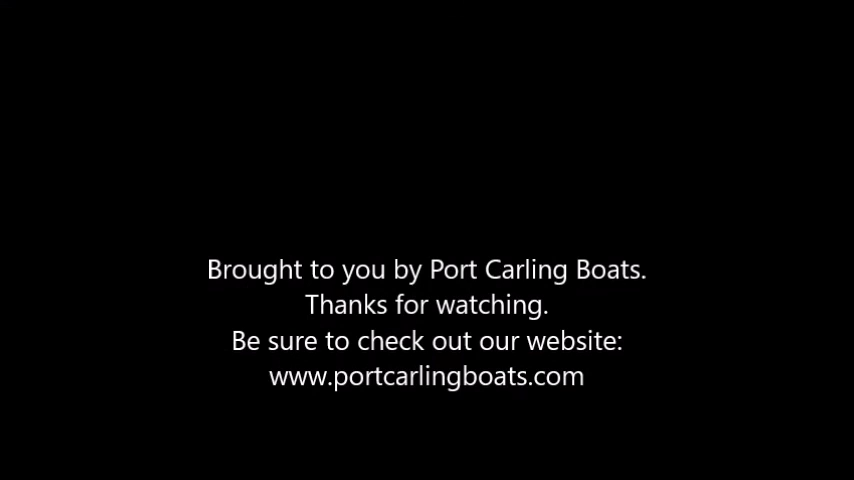 Brought to you by Port Carling Boats.
Thanks for watching.
Be sure to check out our website:
www.portcarlingboats.com